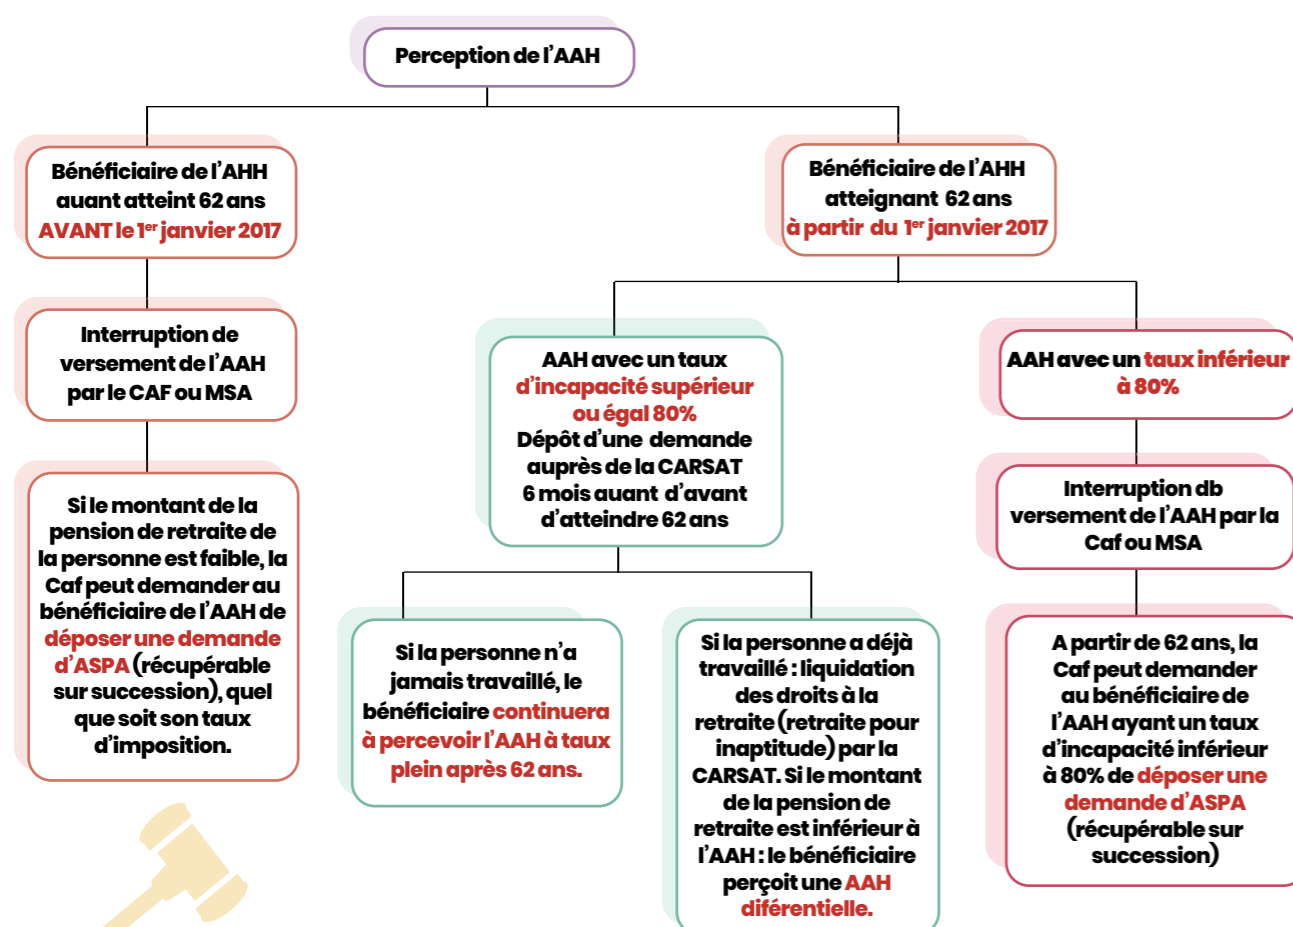 Perception de l'AAH
Bénéficiaire de l'AHH
auant atteint 62 ans
AVANT le 1er janvier 2017
Interruption de
versement de l'AAH
par le CAF ou MSA
Si le montant de la
pension de retraite de
la personne est faible, la
Caf peut demander au
bénéficiaire de l'AAH de
déposer une demande
d'ASPA (récupérable
sur succession), quel
que soit son taux
d'imposition.
Bénéficiaire de l'AHH
atteignant 62 ans
à partir du 1er janvier 2017
AAH avec un taux
d'incapacité supérieur
ou égal 80%
Dépôt d'une demande
auprès de la CARSAT
6 mois auant d'avant
d'atteindre 62 ans
Si la personne n'a
jamais travaillé, le
bénéficiaire continuera
à percevoir l'AAH à taux
plein après 62 ans.
Si la personne a déjà
travaillé : liquidation
des droits à la
retraite (retraite pour
inaptitude) par la
CARSAT. Si le montant
de la pension de
retraite est inférieur à
l'AAH : le bénéficiaire
perçoit une AAH
diférentielle.
AAH avec un taux inférieur
à 80%
Interruption db
versement de l'AAH par la
Caf ou MSA
A partir de 62 ans, la
Caf peut demander
au bénéficiaire de
l'AAH ayant un taux
d'incapacité inférieur
à 80% de déposer une
demande d'ASPA
(récupérable sur
succession)